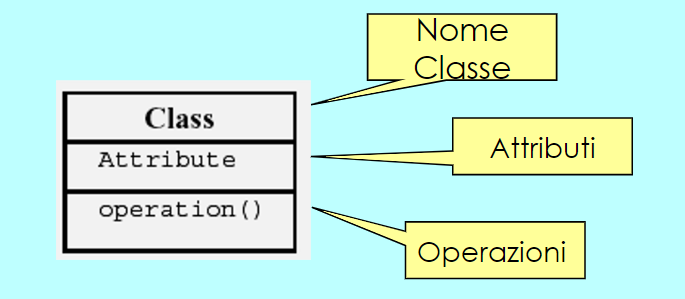 Nome
Classe
Class
Attribute
Attributi
operation()
Operazioni